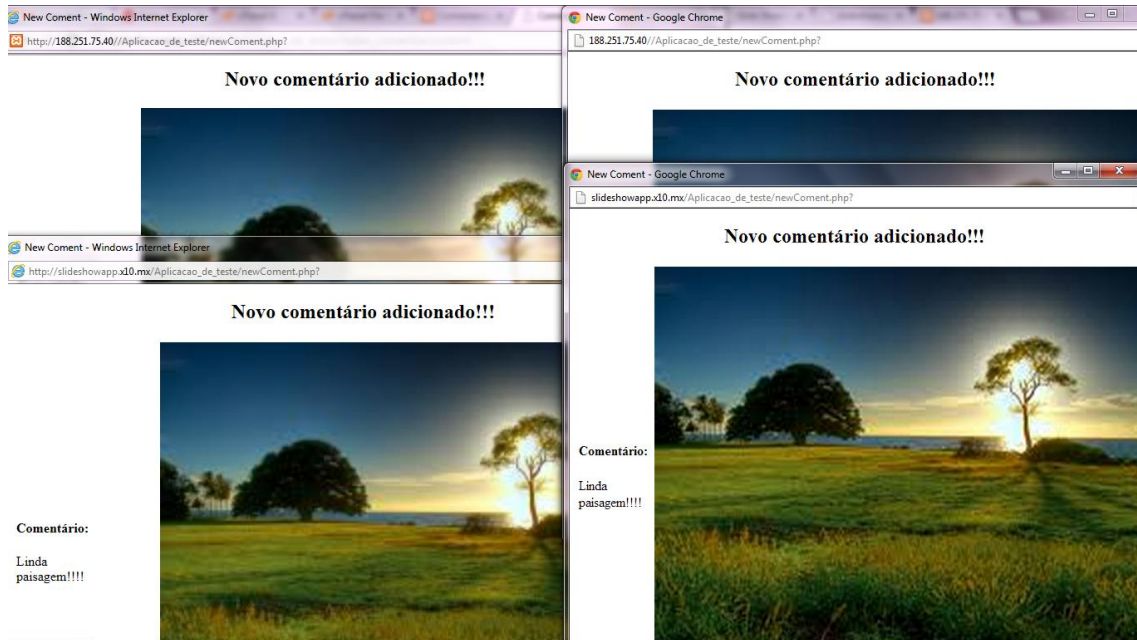 New Coment - Windows Internet Explorer
http://188.251.75.40//Aplicacao_de_teste/newComent.php?
Novo comentário adicionado!!!
New Coment - Google Chrome
188.251.75.40//Aplicacao_de_teste/newComent.php?
Novo comentário adicionado!!!
New Coment - Windows Internet Explorer
http://slideshowapp.x10.mx/Aplicacao_de_teste/newComent.php?
Novo comentário adicionado!!!
Comentário:
Linda
paisagem!!!!
New Coment - Google Chrome
slideshowapp.x10.mx/Aplicacao_de_teste/newComent.php?
Novo comentário adicionado!!!
Comentário:
Linda
paisagem!!!!